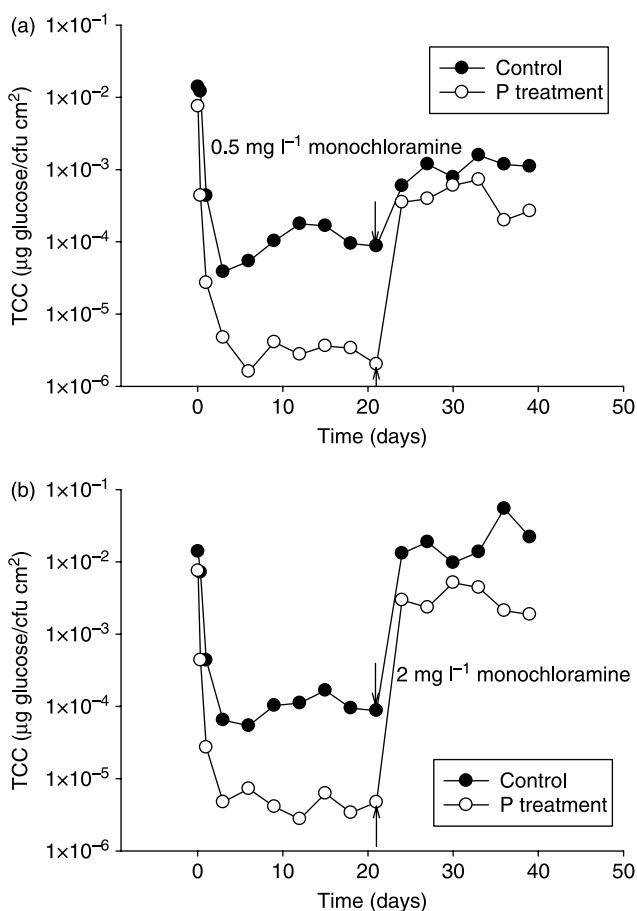 (a)
1×10⁻¹
1×10⁻²
1×10⁻³
1×10⁻⁴
1×10⁻⁵
1×10⁻⁶
TCC (µg glucose/cfu cm²)
Control
P treatment
0.5 mg l⁻¹ monochloramine
0 10 20 30 40 50
Time (days)
(b)
1×10⁻¹
1×10⁻²
1×10⁻³
1×10⁻⁴
1×10⁻⁵
1×10⁻⁶
TCC (µg glucose/cfu cm²)
2 mg l⁻¹ monochloramine
Control
P treatment
0 10 20 30 40 50
Time (days)